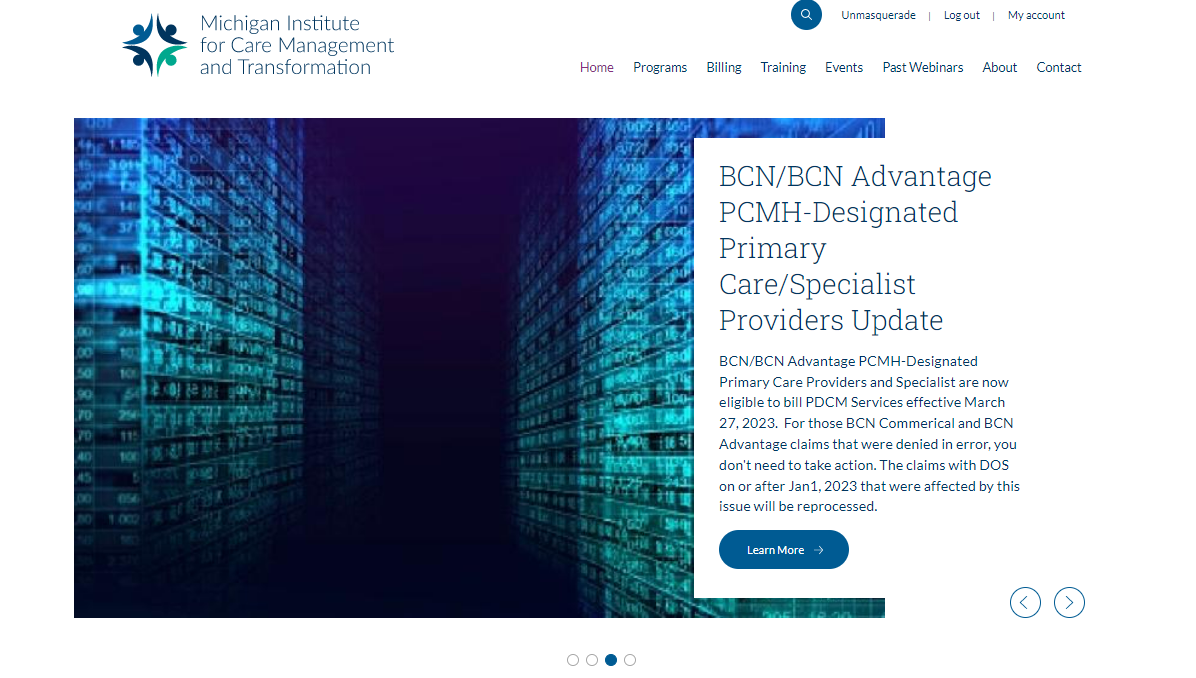 Michigan Institute
for Care Management
and Transformation
Unmasquerade | Log out | My account
Home Programs Billing Training Events Past Webinars About Contact
BCN/BCN Advantage
PCMH-Designated
Primary
Care/Specialist
Providers Update
BCN/BCN Advantage PCMH-Designated
Primary Care Providers and Specialist are now
eligible to bill PDCM Services effective March
27, 2023.  For those BCN Commerical and BCN
Advantage claims that were denied in error, you
don't need to take action. The claims with DOS
on or after Jan1, 2023 that were affected by this
issue will be reprocessed.
Learn More →